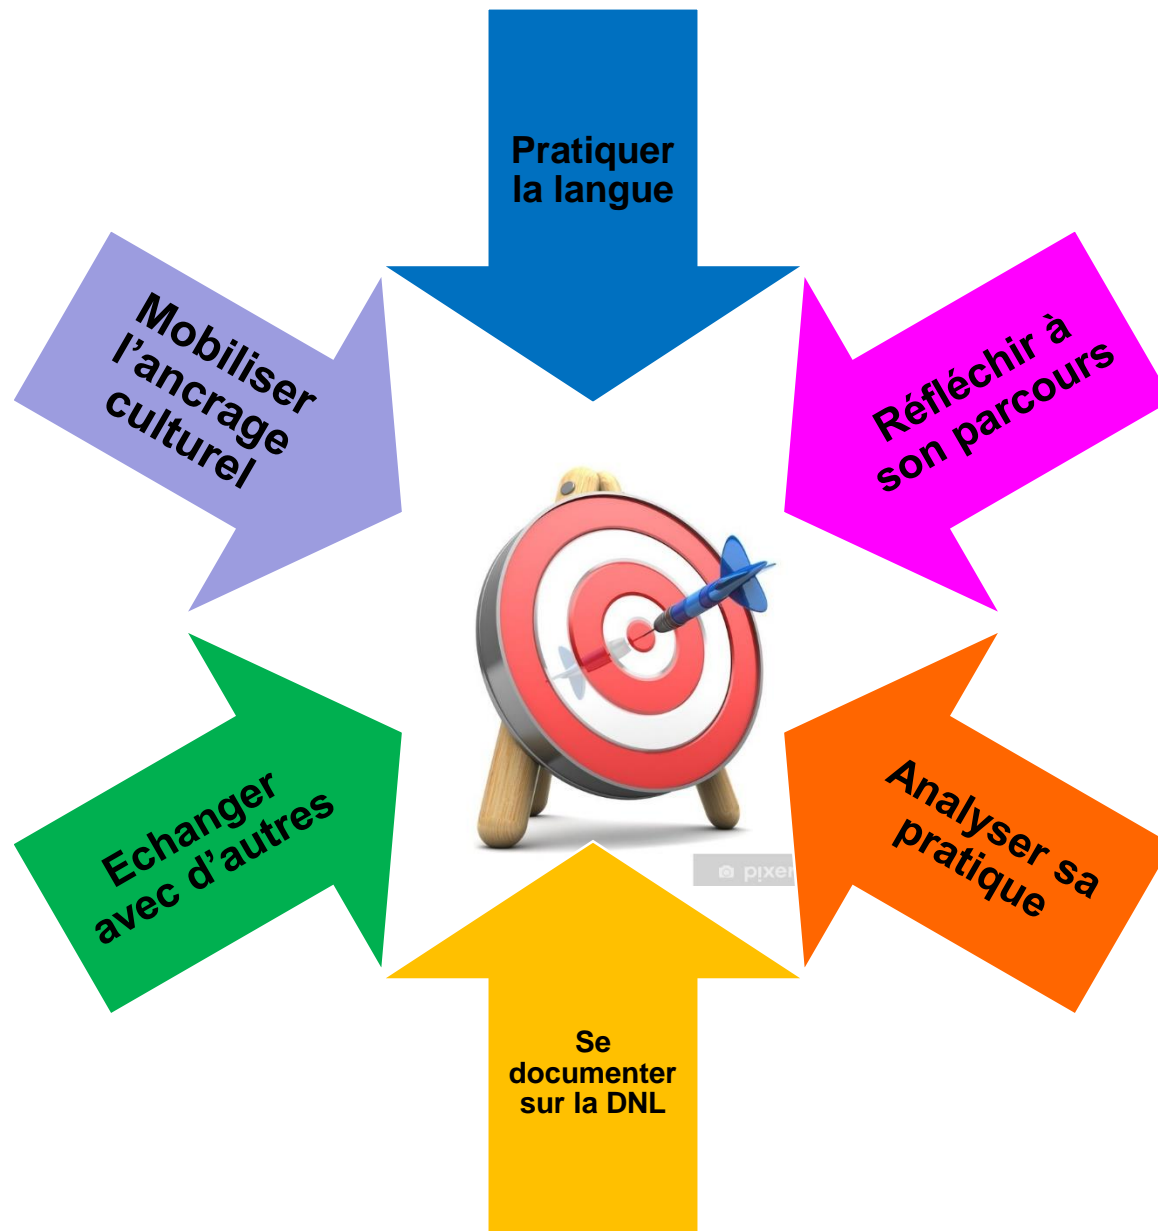 Pratiquer
la langue
Mobiliser
l’ancrage
culturel
Réfléchir à
son parcours
Echanger
avec d’autres
Analyser sa
pratique
Se
documenter
sur la DNL